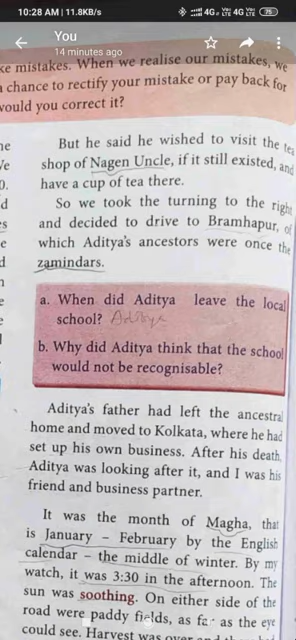 10:28 AM | 11.8KB/s
4G 4G 75
You
14 minutes ago
ke mistakes. When we realise our mistakes, we
a chance to rectify your mistake or pay back for
would you correct it?
But he said he wished to visit the tea
shop of Nagen Uncle, if it still existed, and
have a cup of tea there.
So we took the turning to the right
and decided to drive to Bramhapur, of
which Aditya's ancestors were once the
zamindars.
a. When did Aditya leave the local
school? Aditya
b. Why did Aditya think that the school
would not be recognisable?
Aditya's father had left the ancestral
home and moved to Kolkata, where he had
set up his own business. After his death,
Aditya was looking after it, and I was his
friend and business partner.
It was the month of Magha, that
is January – February by the English
calendar – the middle of winter. By my
watch, it was 3:30 in the afternoon. The
sun was soothing. On either side of the
road were paddy fields, as far as the eye
could see. Harvest was over and